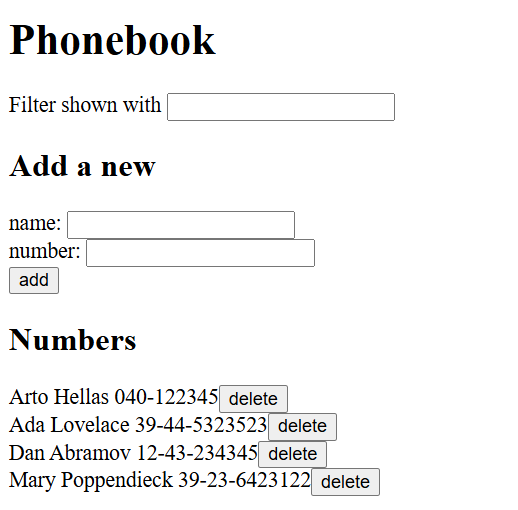 Phonebook
Filter shown with
Add a new
name:
number:
add
Numbers
Arto Hellas 040-122345 delete
Ada Lovelace 39-44-5323523 delete
Dan Abramov 12-43-234345 delete
Mary Poppendieck 39-23-6423122 delete